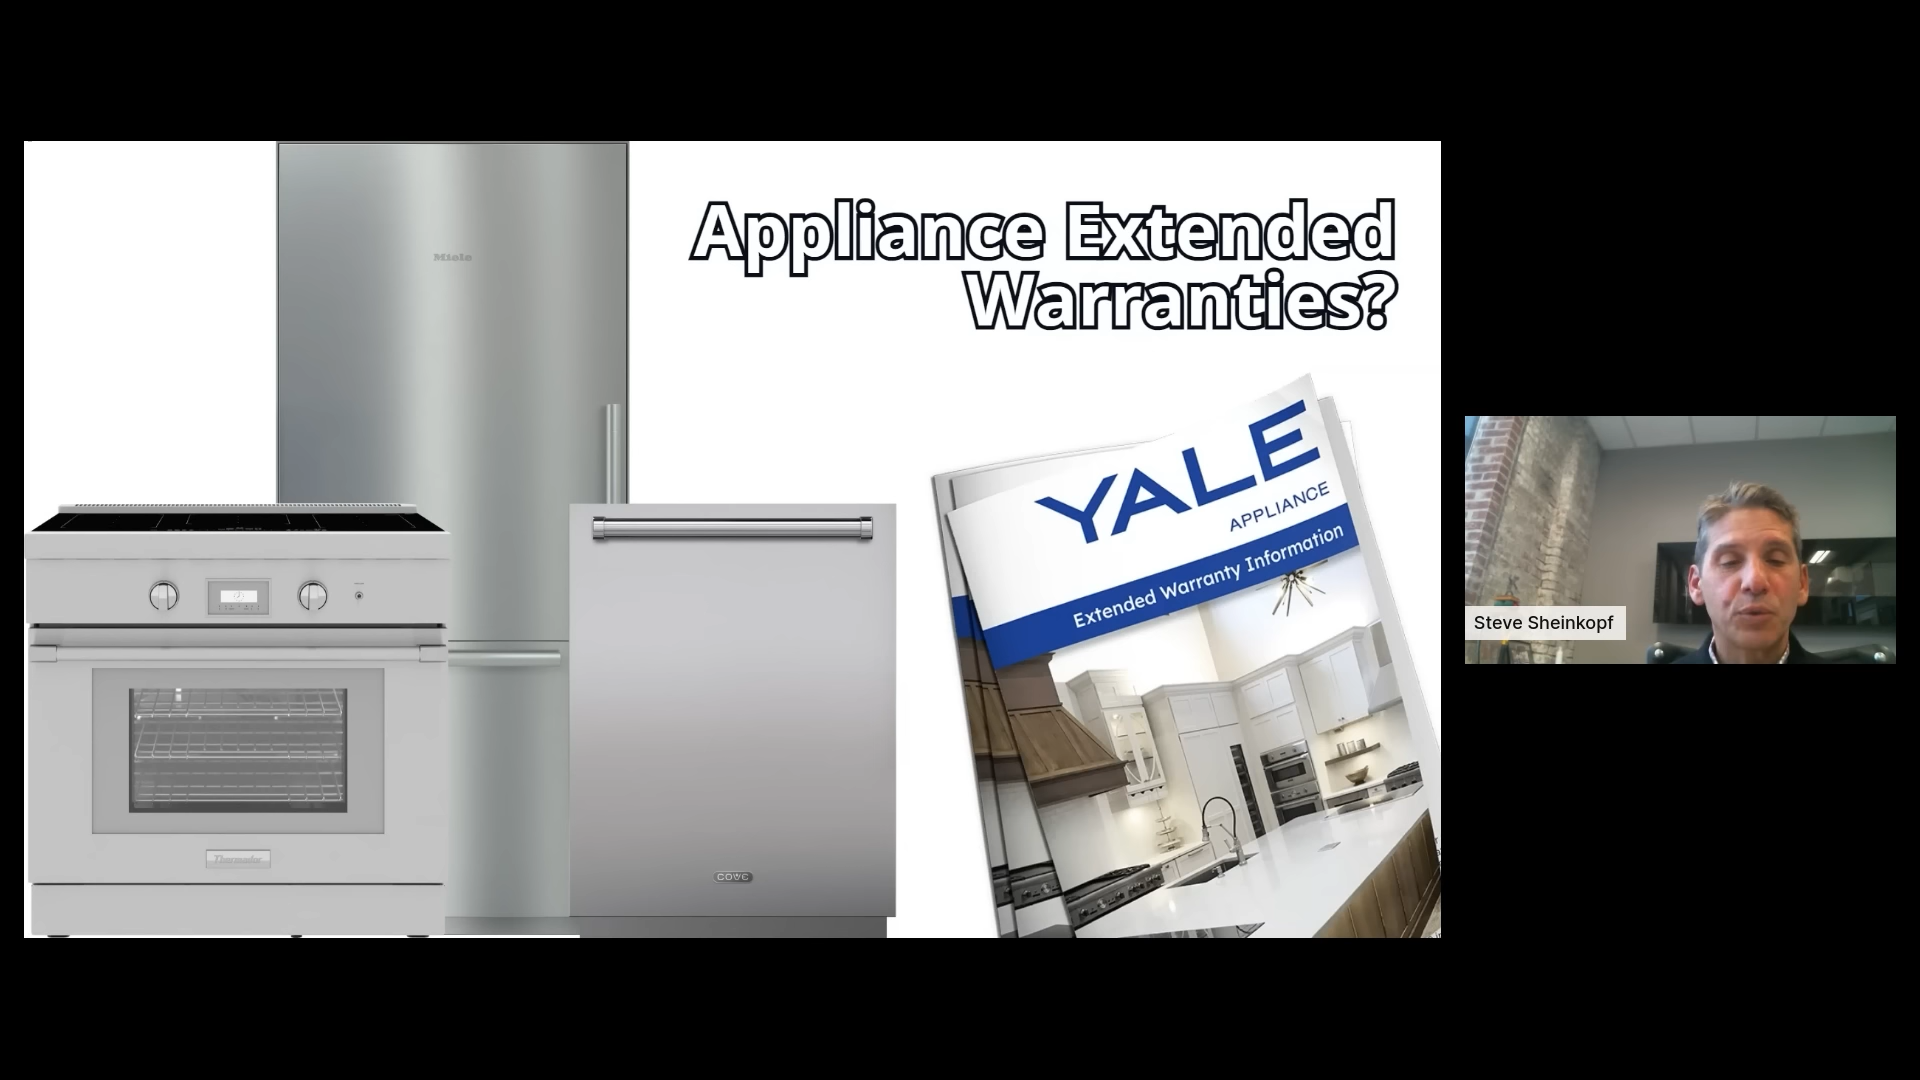 Appliance Extended
Warranties?
Miele
YALE
APPLIANCE
Extended Warranty Information
Thermador
COVE
Steve Sheinkopf